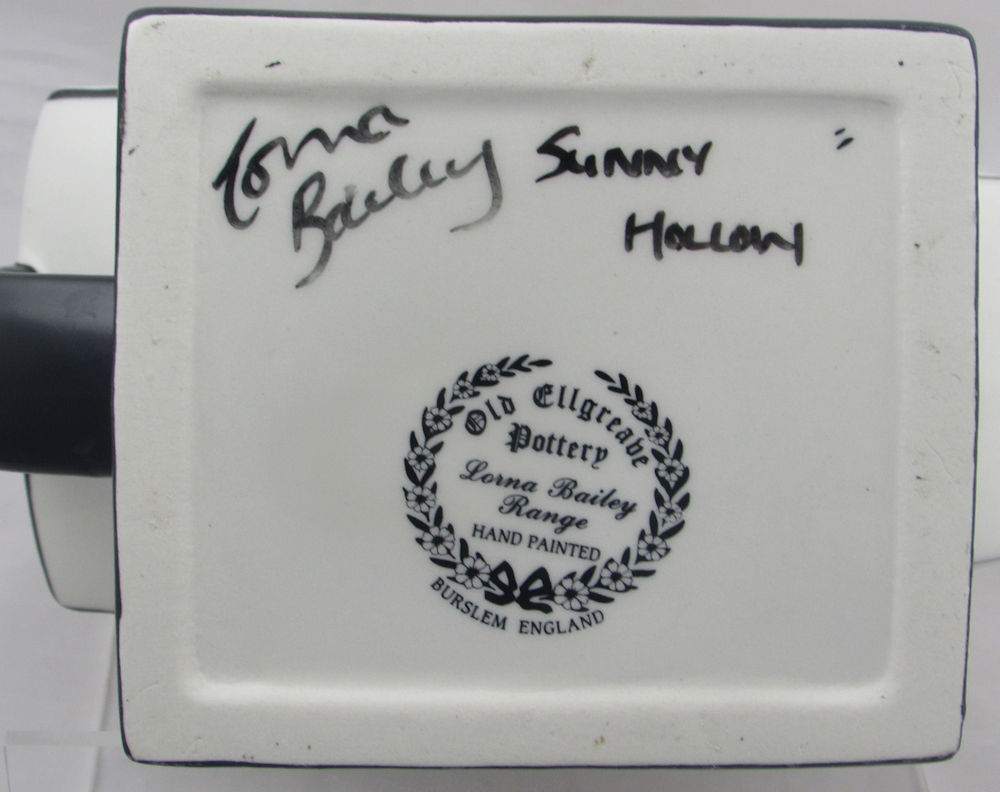 Lorna
Bailey
SUNNY
HOLLOW
Old Ellgreave
Pottery
Lorna Bailey
Range
HAND PAINTED
BURSLEM ENGLAND